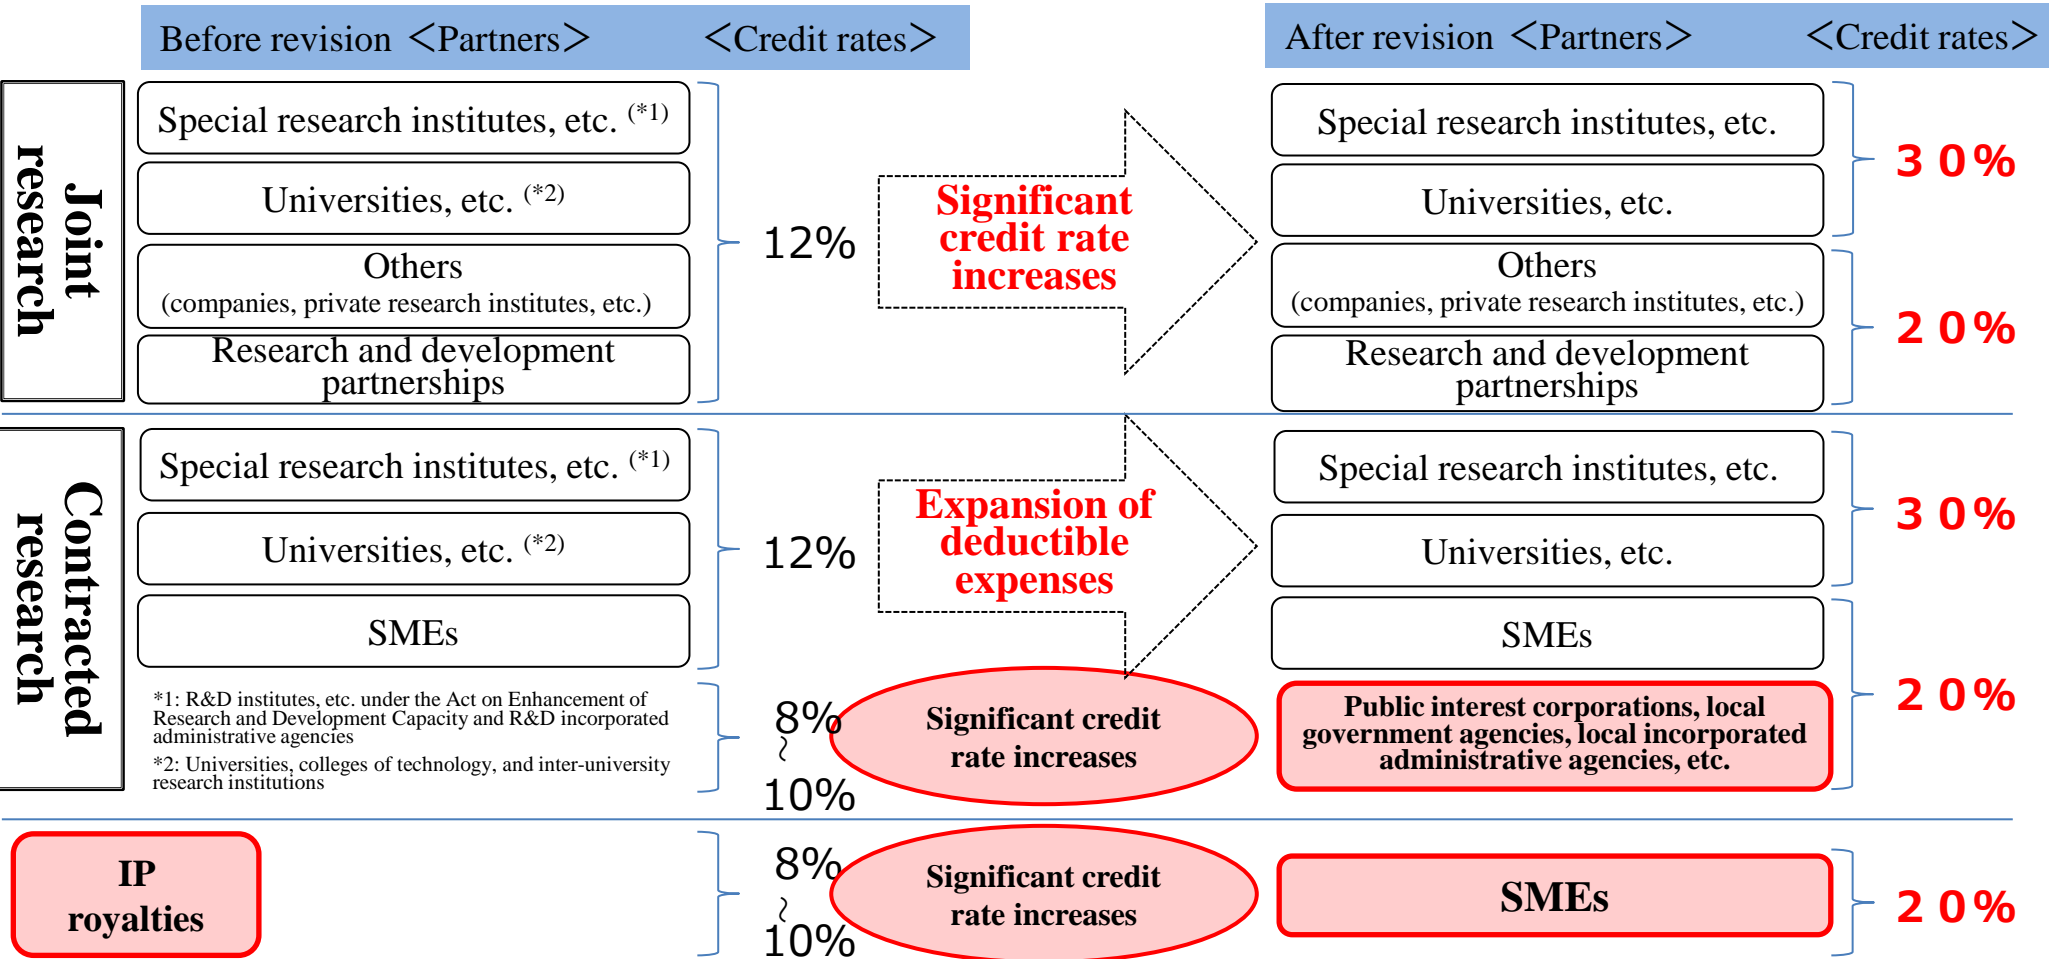 Before revision ＜Partners＞ ＜Credit rates＞
After revision ＜Partners＞ ＜Credit rates＞
Joint
research
Special research institutes, etc. (*1)
Universities, etc. (*2)
Others
(companies, private research institutes, etc.)
Research and development
partnerships
12%
Significant
credit rate
increases
Special research institutes, etc.
Universities, etc.
Others
(companies, private research institutes, etc.)
Research and development
partnerships
３０%
２０%
Contracted
research
Special research institutes, etc. (*1)
Universities, etc. (*2)
SMEs
12%
*1: R&D institutes, etc. under the Act on Enhancement of
Research and Development Capacity and R&D incorporated
administrative agencies
*2: Universities, colleges of technology, and inter-university
research institutions
8%
～
10%
Expansion of
deductible
expenses
Significant credit
rate increases
Special research institutes, etc.
Universities, etc.
SMEs
Public interest corporations, local
government agencies, local incorporated
administrative agencies, etc.
３０%
２０%
IP
royalties
8%
～
10%
Significant credit
rate increases
SMEs
２０%